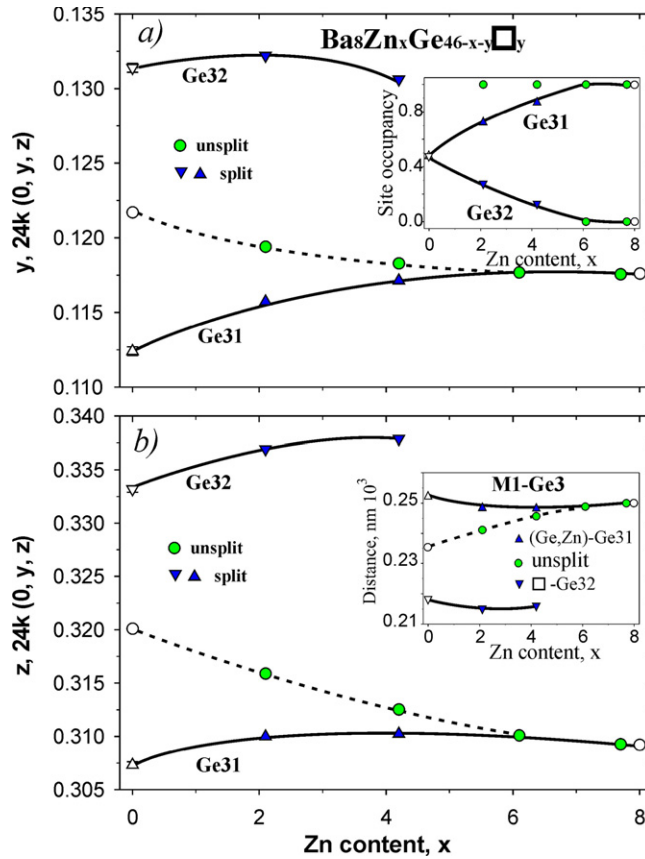 0.135
a)
Ba8ZnxGe46-x-y□y
0.130
Ge32
unsplit
split
0.125
0.120
0.115
0.110
Ge31
y, 24k (0, y, z)
Site occupancy
0.8
0.4
0.0
Ge31
Ge32
0 2 4 6 8
Zn content, x
0.340
b)
0.335
Ge32
0.330
unsplit
split
0.325
0.320
0.315
0.310
Ge31
0.305
z, 24k (0, y, z)
M1-Ge3
Distance, nm 10³
0.25
0.23
0.21
(Ge,Zn)-Ge31
unsplit
□-Ge32
0 2 4 6 8
Zn content, x
0 2 4 6 8
Zn content, x